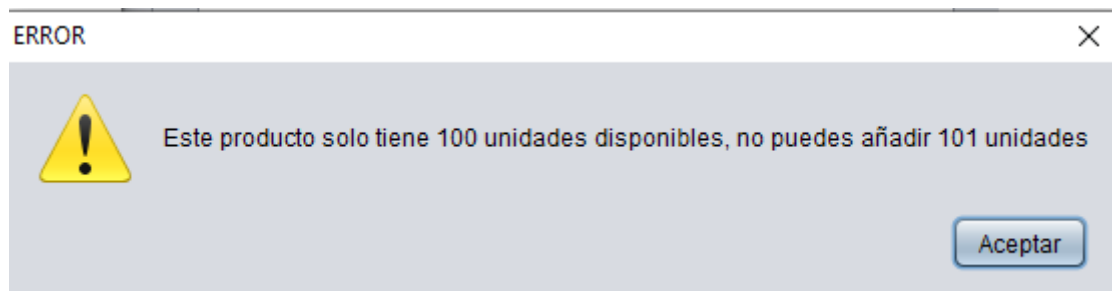 ERROR
Este producto solo tiene 100 unidades disponibles, no puedes añadir 101 unidades
Aceptar